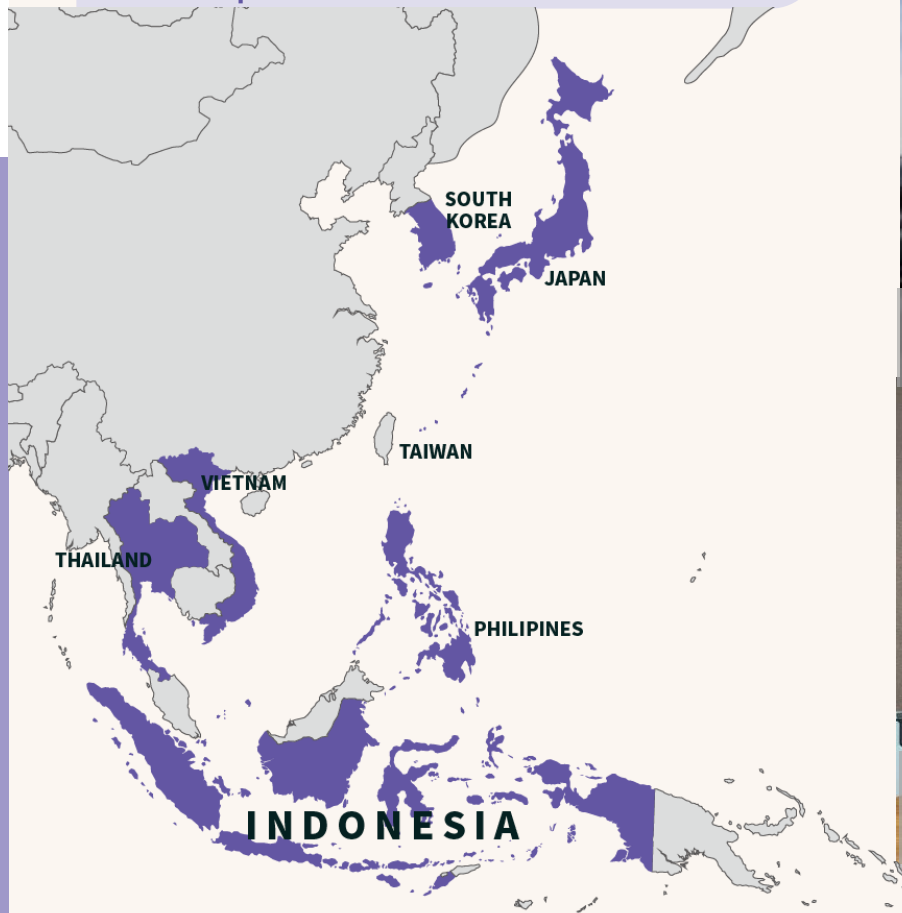 SOUTH
KOREA
JAPAN
TAIWAN
VIETNAM
THAILAND
PHILIPINES
INDONESIA